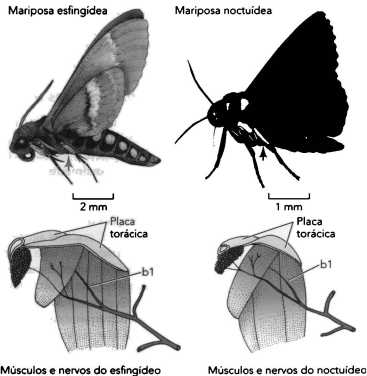 Mariposa esfingídea
Mariposa noctuídea
2 mm
1 mm
Placa
torácica
b1
Placa
torácica
b1
Músculos e nervos do esfingídeo
Músculos e nervos do noctuídeo